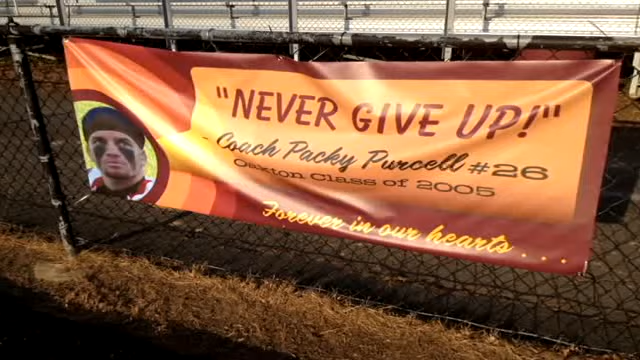 "NEVER GIVE UP!"
Coach Packy Purcell #26
Oakton Class of 2005
Forever in our hearts . . .